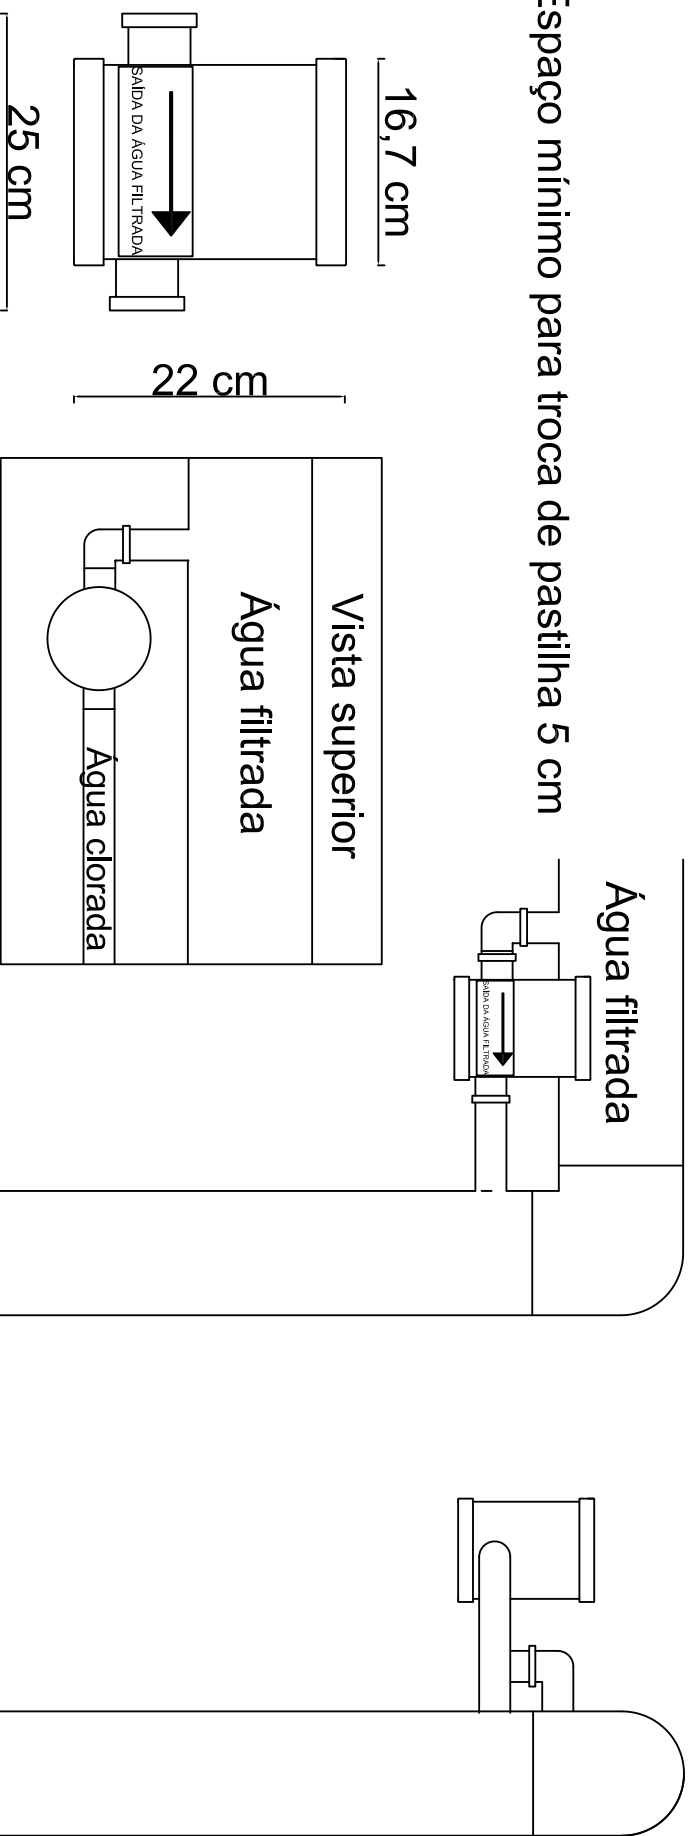 Espaço mínimo para troca de pastilha 5 cm
16,7 cm
SAÍDA DA ÁGUA FILTRADA
25 cm
22 cm
Vista superior
Água filtrada
Água clorada
Água filtrada
SAÍDA DA ÁGUA FILTRADA